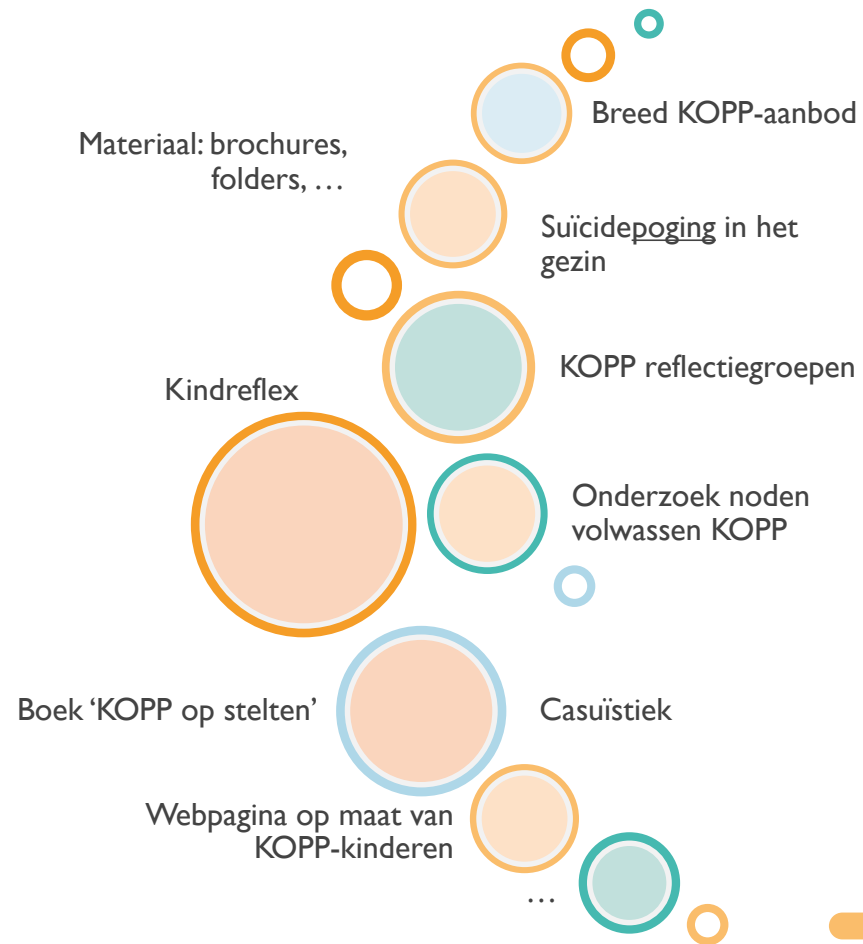 Breed KOPP-aanbod
Materiaal: brochures,
folders, …
Suïcidepoging in het
gezin
KOPP reflectiegroepen
Kindreflex
Onderzoek noden
volwassen KOPP
Boek ‘KOPP op stelten’
Casuïstiek
Webpagina op maat van
KOPP-kinderen
…